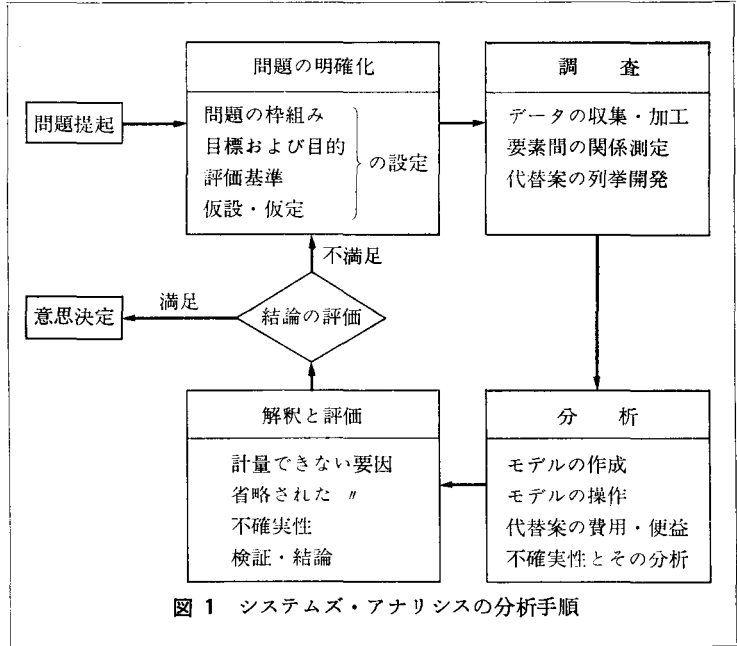 問題提起
問題の明確化
問題の枠組み
目標および目的
評価基準
仮設・仮定
の設定
調　査
データの収集・加工
要素間の関係測定
代替案の列挙開発
不満足
満足
結論の評価
意思決定
解釈と評価
計量できない要因
省略された 〃
不確実性
検証・結論
分　析
モデルの作成
モデルの操作
代替案の費用・便益
不確実性とその分析
図 1　システムズ・アナリシスの分析手順